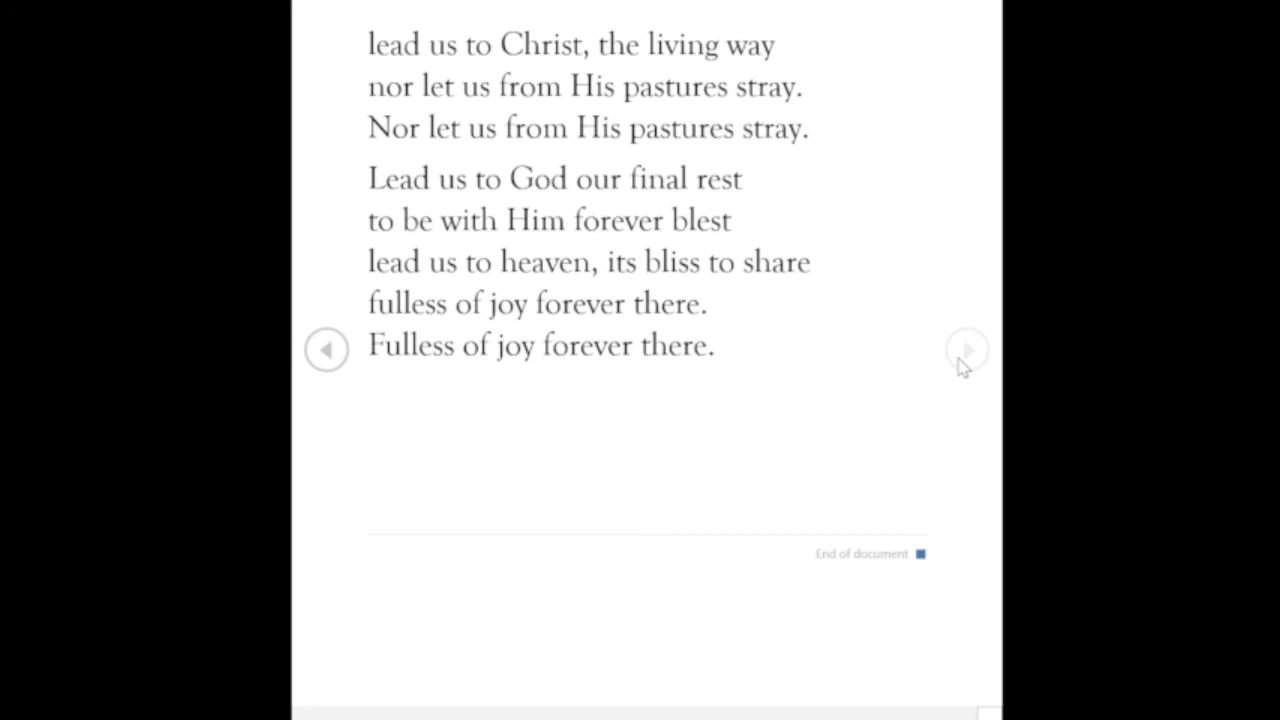 lead us to Christ, the living way
nor let us from His pastures stray.
Nor let us from His pastures stray.
Lead us to God our final rest
to be with Him forever blest
lead us to heaven, its bliss to share
fulless of joy forever there.
Fulless of joy forever there.
End of document